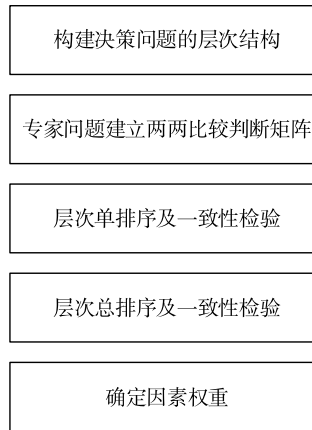 构建决策问题的层次结构
专家问题建立两两比较判断矩阵
层次单排序及一致性检验
层次总排序及一致性检验
确定因素权重